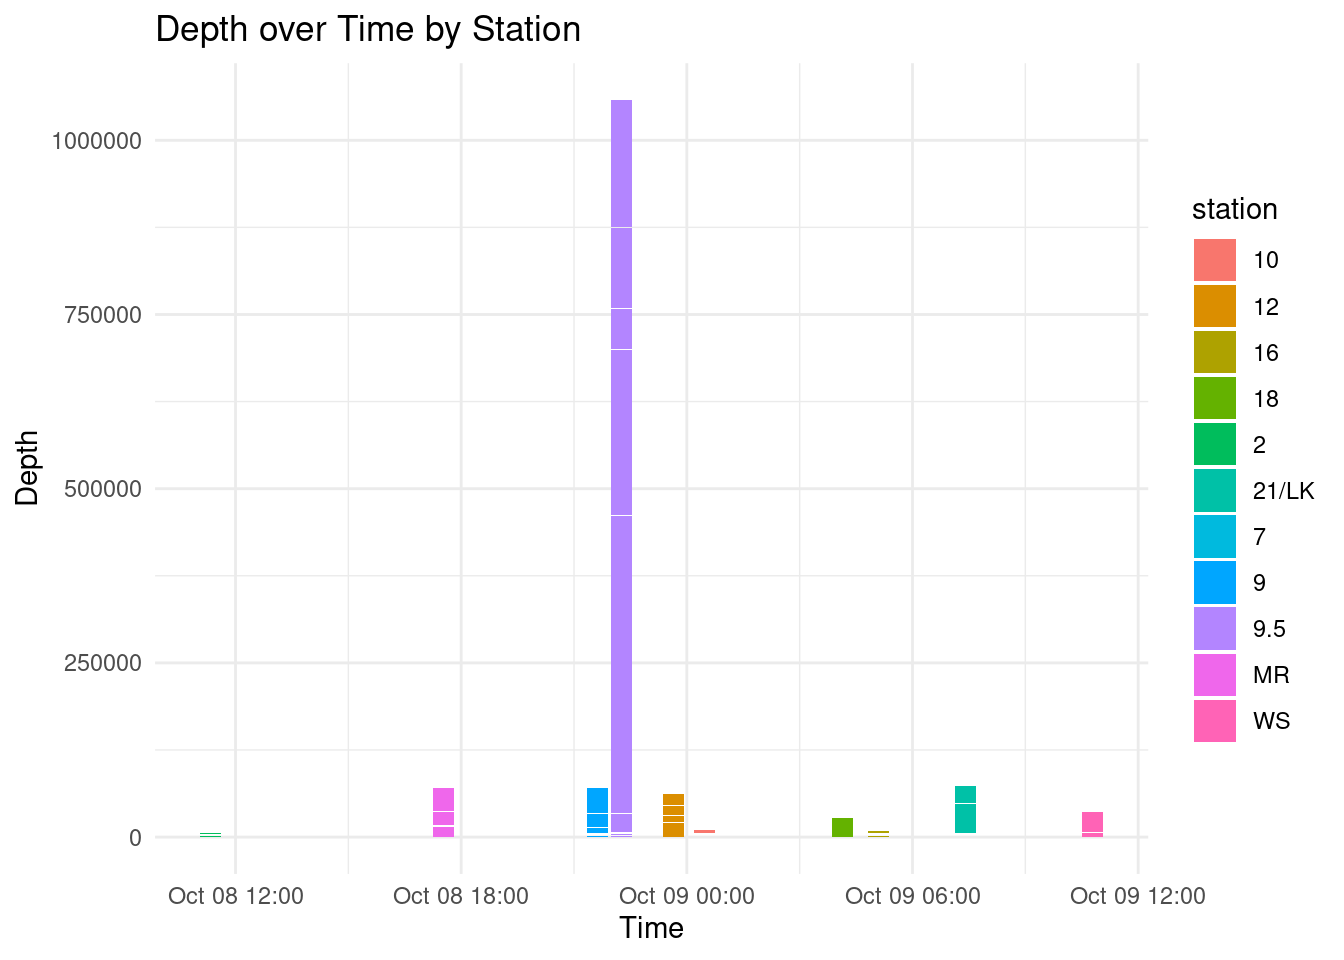 Depth over Time by Station
1000000
750000
500000
250000
0
Depth
Oct 08 12:00
Oct 08 18:00
Oct 09 00:00
Oct 09 06:00
Oct 09 12:00
Time
station
10
12
16
18
2
21/LK
7
9
9.5
MR
WS